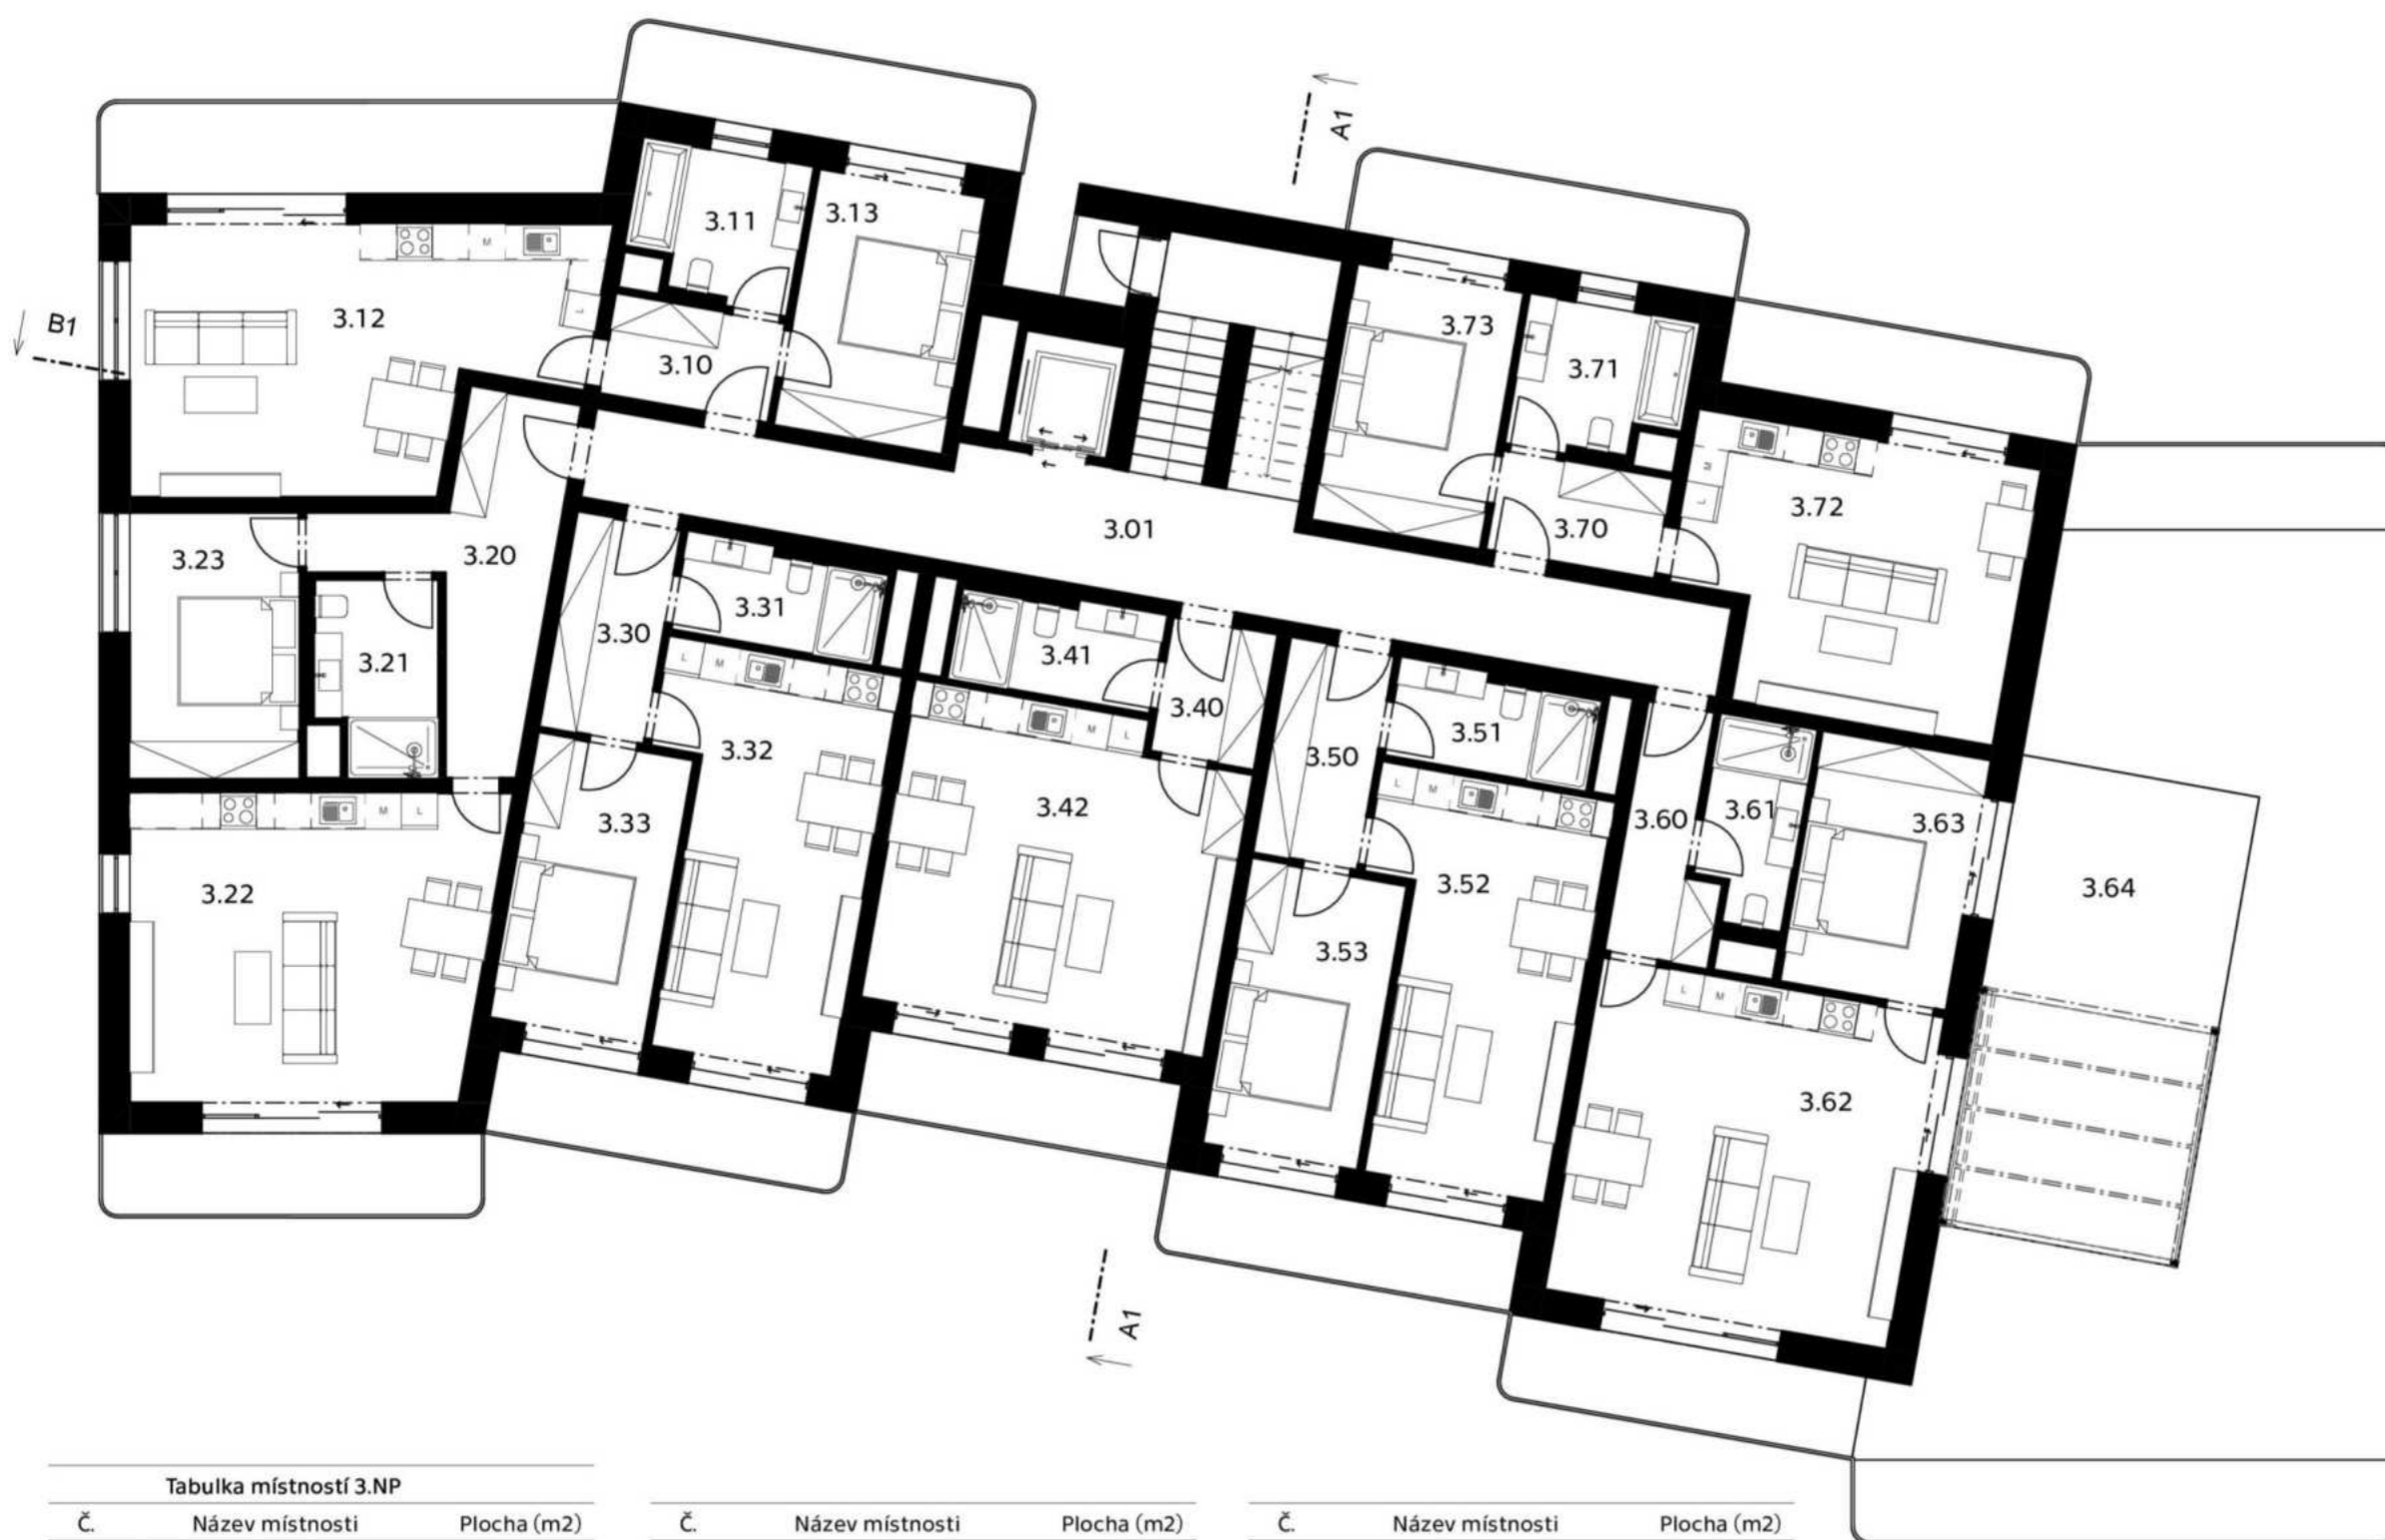 A1
3.11
3.13
B1
3.12
M
L
3.10
3.73
3.71
3.72
M
L
3.01
3.70
3.23
3.20
3.31
3.30
3.21
3.41
3.40
L
M
3.32
M
L
3.51
3.50
3.42
L
M
3.52
M
L
3.33
3.60
3.61
3.63
3.64
3.22
3.53
L
M
3.62
A1
Tabulka místností 3.NP
Č. Název místnosti Plocha (m2)
Č. Název místnosti Plocha (m2)
Č. Název místnosti Plocha (m2)